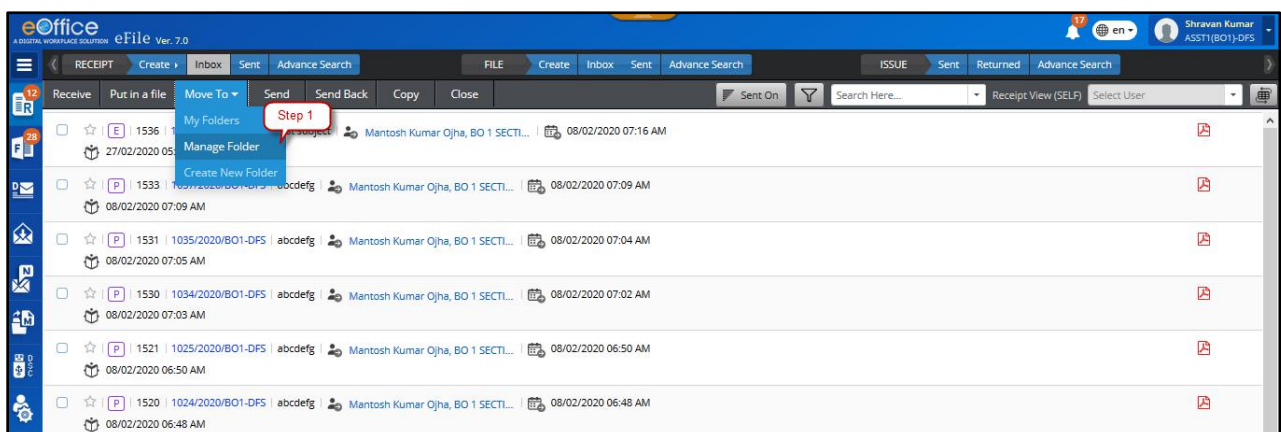 eOffice
A DIGITAL WORKPLACE SOLUTION eFile Ver. 7.0
17 en Shravan Kumar
ASST1(BO1)-DFS
RECEIPT Create Inbox Sent Advance Search FILE Create Inbox Sent Advance Search ISSUE Sent Returned Advance Search
12 R Receive Put in a file Move To Send Send Back Copy Close Sent On Search Here... Receipt View (SELF) Select User
My Folders
Step 1
Manage Folder
Create New Folder
E 1536 subject Mantosh Kumar Ojha, BO 1 SECTI... 08/02/2020 07:16 AM
28 F 27/02/2020 05:
P 1533 abcdefg Mantosh Kumar Ojha, BO 1 SECTI... 08/02/2020 07:09 AM
D 08/02/2020 07:09 AM
P 1531 1035/2020/BO1-DFS abcdefg Mantosh Kumar Ojha, BO 1 SECTI... 08/02/2020 07:04 AM
08/02/2020 07:05 AM
N
P 1530 1034/2020/BO1-DFS abcdefg Mantosh Kumar Ojha, BO 1 SECTI... 08/02/2020 07:02 AM
M 08/02/2020 07:03 AM
P 1521 1025/2020/BO1-DFS abcdefg Mantosh Kumar Ojha, BO 1 SECTI... 08/02/2020 06:50 AM
DSC 08/02/2020 06:50 AM
P 1520 1024/2020/BO1-DFS abcdefg Mantosh Kumar Ojha, BO 1 SECTI... 08/02/2020 06:48 AM
08/02/2020 06:48 AM